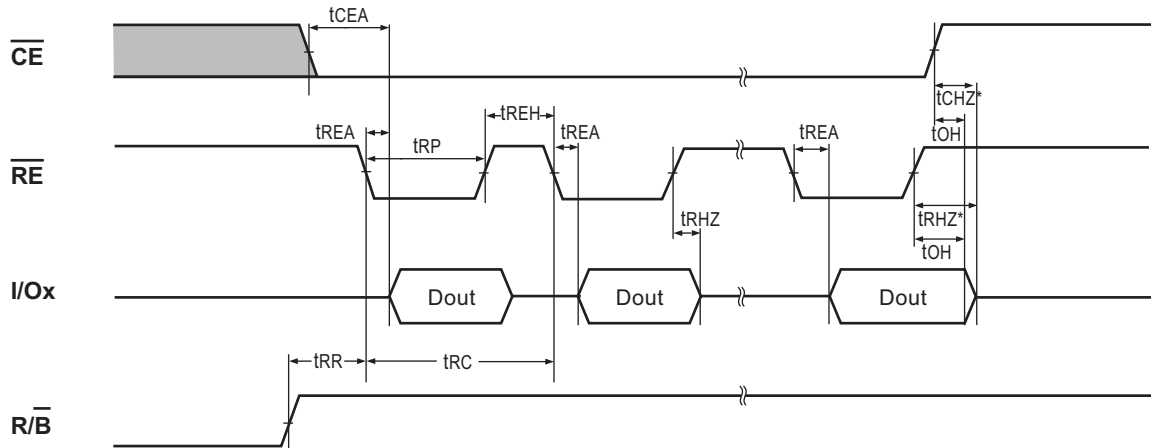 tCEA
CE
tCHZ*
tREH
tREA
tREA
tREA
tOH
tRP
RE
tRHZ
tRHZ*
tOH
I/Ox
Dout
Dout
Dout
tRR
tRC
R/B